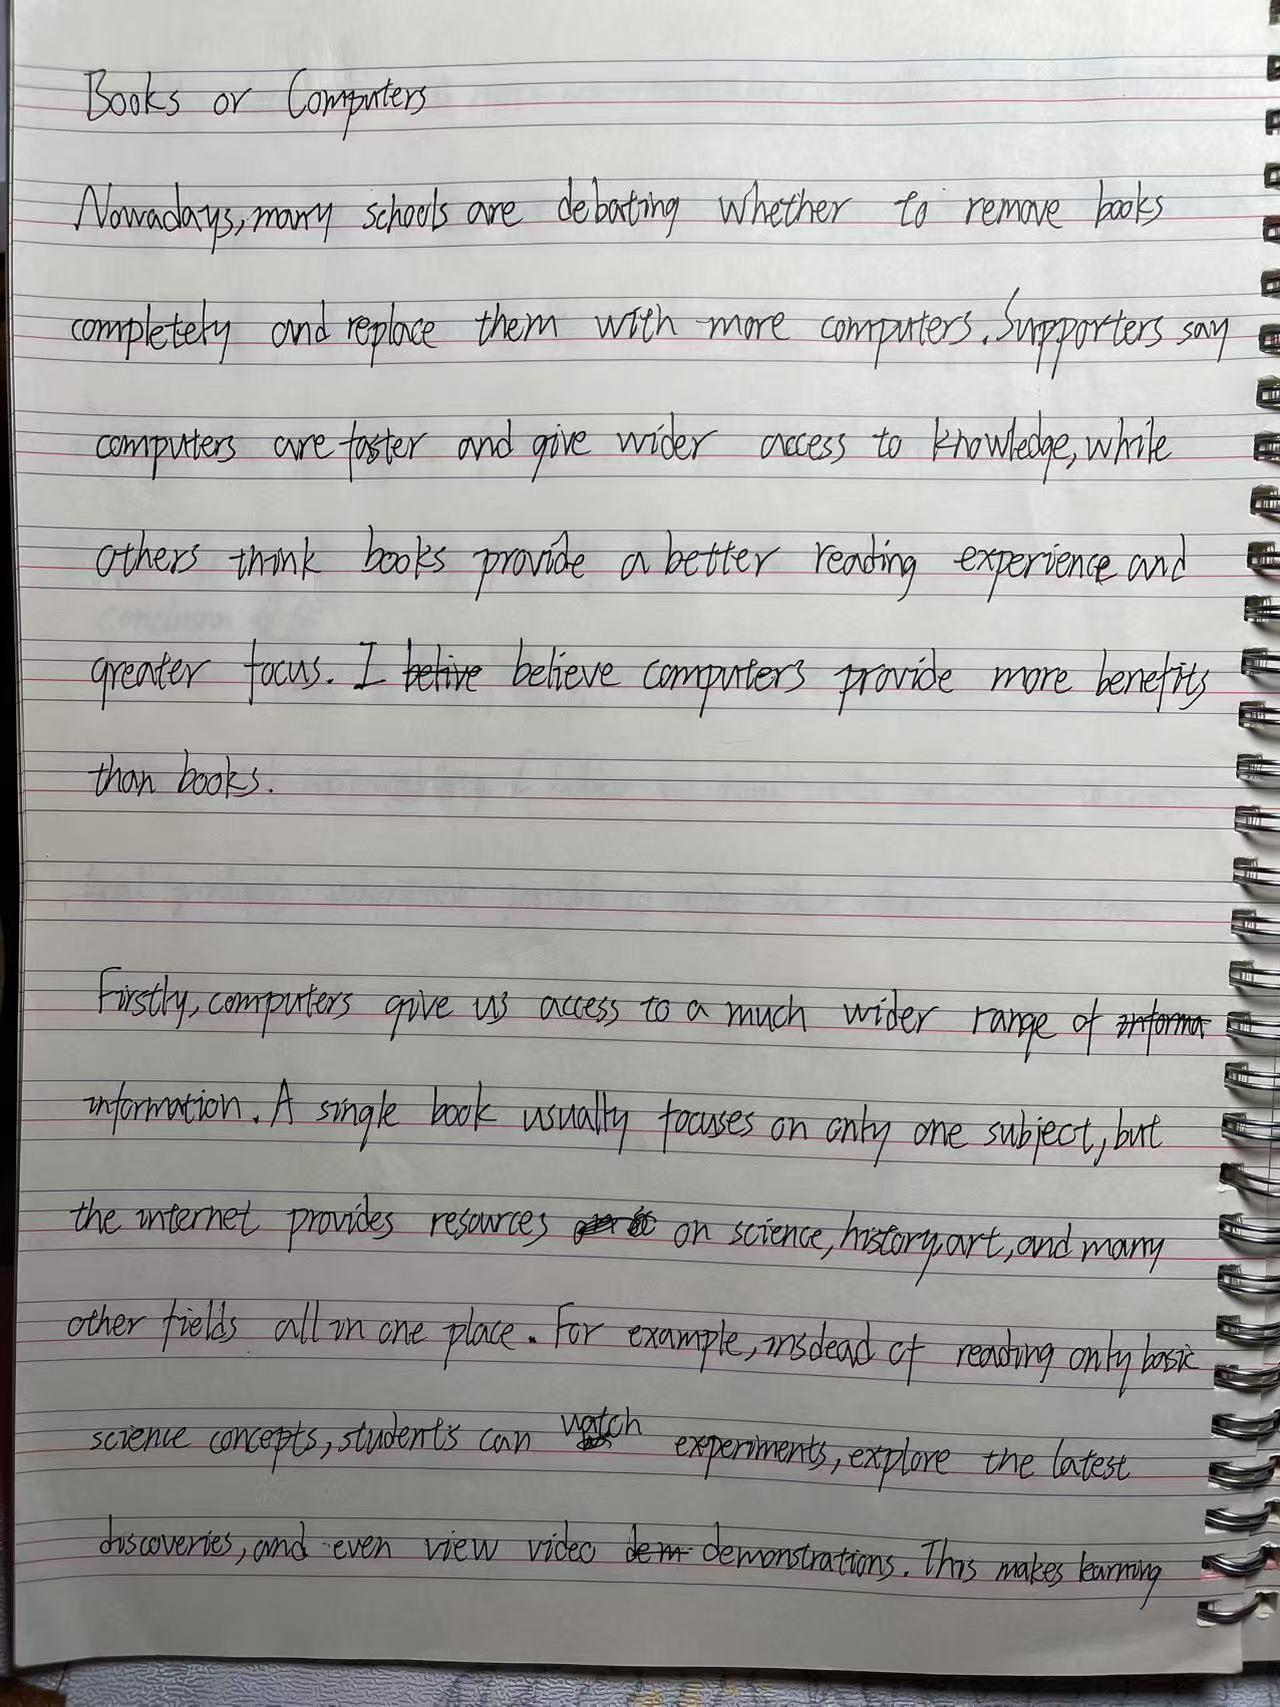 Books or Computers
Nowadays, many schools are debating whether to remove books
completely and replace them with more computers. Supporters say
computers are faster and give wider access to knowledge, while
others think books provide a better reading experience and
greater focus. I belive believe computers provide more benefits
than books.
Firstly, computers give us access to a much wider range of informa
information. A single book usually focuses on only one subject, but
the internet provides resources on science, history, art, and many
other fields all in one place. For example, insdead of reading only basic
science concepts, students can watch experiments, explore the latest
discoveries, and even view video dem demonstrations. This makes learning